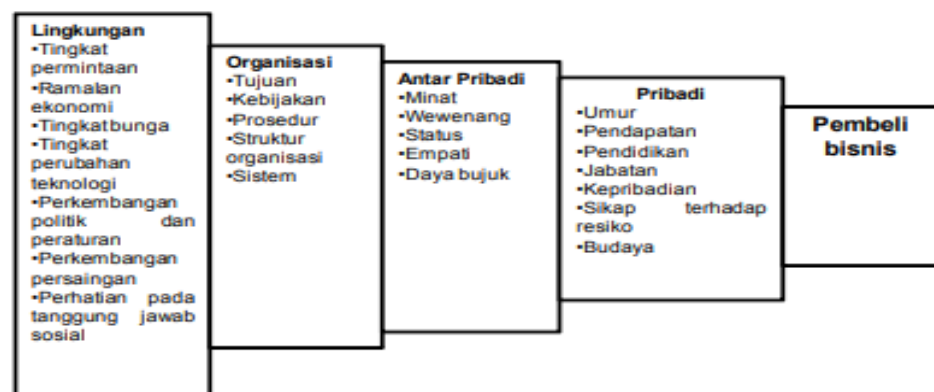 Lingkungan
•Tingkat
permintaan
•Ramalan
ekonomi
•Tingkat bunga
•Tingkat
perubahan
teknologi
•Perkembangan
politik dan
peraturan
•Perkembangan
persaingan
•Perhatian pada
tanggung jawab
sosial
Organisasi
•Tujuan
•Kebijakan
•Prosedur
•Struktur
organisasi
•Sistem
Antar Pribadi
•Minat
•Wewenang
•Status
•Empati
•Daya bujuk
Pribadi
•Umur
•Pendapatan
•Pendidikan
•Jabatan
•Kepribadian
•Sikap terhadap
resiko
•Budaya
Pembeli
bisnis